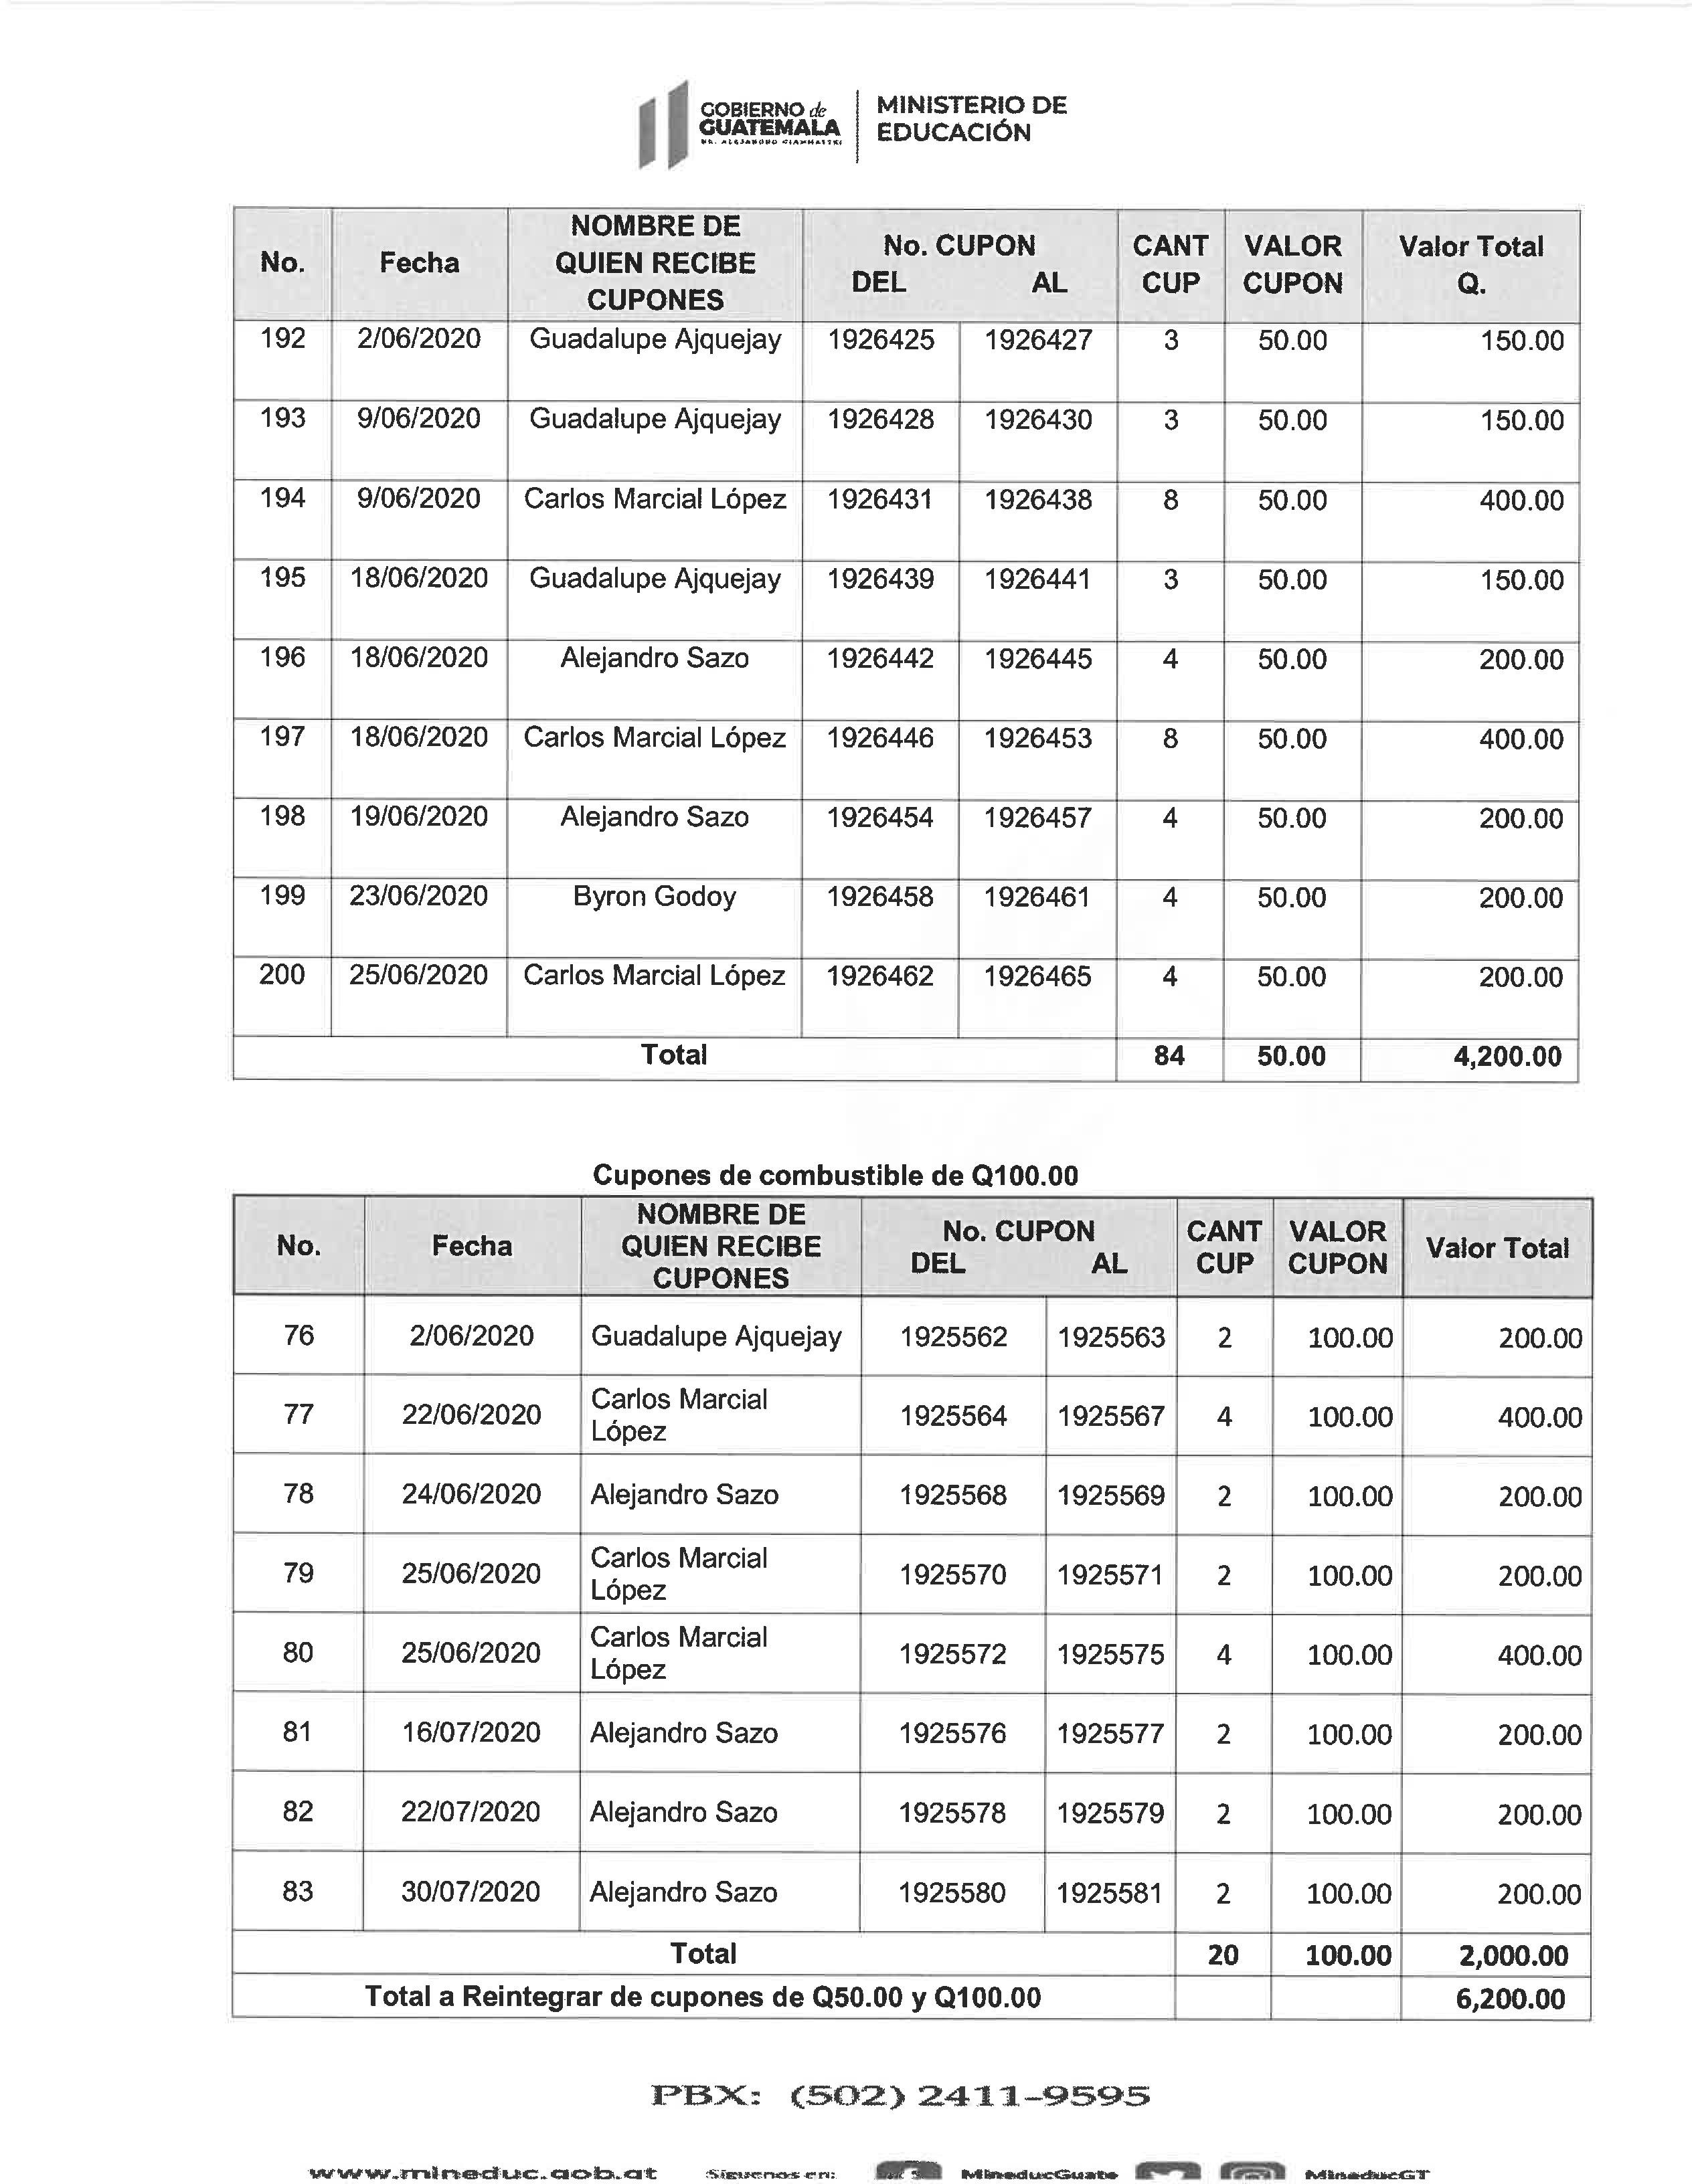 GOBIERNO de
GUATEMALA
DR. ALEJANDRO GIAMMATTEI
MINISTERIO DE
EDUCACIÓN
No. Fecha NOMBRE DE QUIEN RECIBE CUPONES No. CUPON DEL AL CANT CUP VALOR CUPON Valor Total Q.
192 2/06/2020 Guadalupe Ajquejay 1926425 1926427 3 50.00 150.00
193 9/06/2020 Guadalupe Ajquejay 1926428 1926430 3 50.00 150.00
194 9/06/2020 Carlos Marcial López 1926431 1926438 8 50.00 400.00
195 18/06/2020 Guadalupe Ajquejay 1926439 1926441 3 50.00 150.00
196 18/06/2020 Alejandro Sazo 1926442 1926445 4 50.00 200.00
197 18/06/2020 Carlos Marcial López 1926446 1926453 8 50.00 400.00
198 19/06/2020 Alejandro Sazo 1926454 1926457 4 50.00 200.00
199 23/06/2020 Byron Godoy 1926458 1926461 4 50.00 200.00
200 25/06/2020 Carlos Marcial López 1926462 1926465 4 50.00 200.00
Total 84 50.00 4,200.00
Cupones de combustible de Q100.00
No. Fecha NOMBRE DE QUIEN RECIBE CUPONES No. CUPON DEL AL CANT CUP VALOR CUPON Valor Total
76 2/06/2020 Guadalupe Ajquejay 1925562 1925563 2 100.00 200.00
77 22/06/2020 Carlos Marcial López 1925564 1925567 4 100.00 400.00
78 24/06/2020 Alejandro Sazo 1925568 1925569 2 100.00 200.00
79 25/06/2020 Carlos Marcial López 1925570 1925571 2 100.00 200.00
80 25/06/2020 Carlos Marcial López 1925572 1925575 4 100.00 400.00
81 16/07/2020 Alejandro Sazo 1925576 1925577 2 100.00 200.00
82 22/07/2020 Alejandro Sazo 1925578 1925579 2 100.00 200.00
83 30/07/2020 Alejandro Sazo 1925580 1925581 2 100.00 200.00
Total 20 100.00 2,000.00
Total a Reintegrar de cupones de Q50.00 y Q100.00 6,200.00
PBX: (502) 2411-9595
www.mineduc.gob.gt Síguenos en: MineducGuate MineducGT